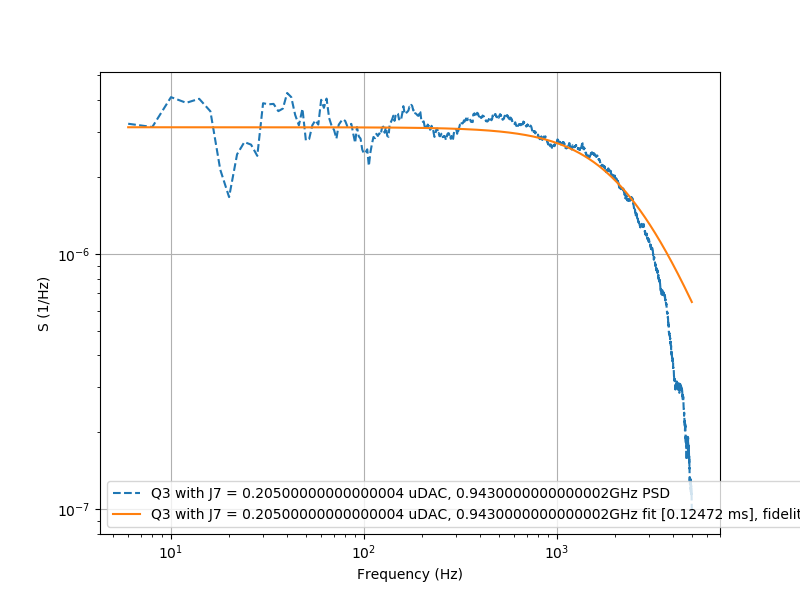 S (1/Hz)
10⁻⁶
10⁻⁷
Q3 with J7 = 0.20500000000000004 uDAC, 0.9430000000000002GHz PSD
Q3 with J7 = 0.20500000000000004 uDAC, 0.9430000000000002GHz fit [0.12472 ms], fidelit
10¹ 10² 10³
Frequency (Hz)